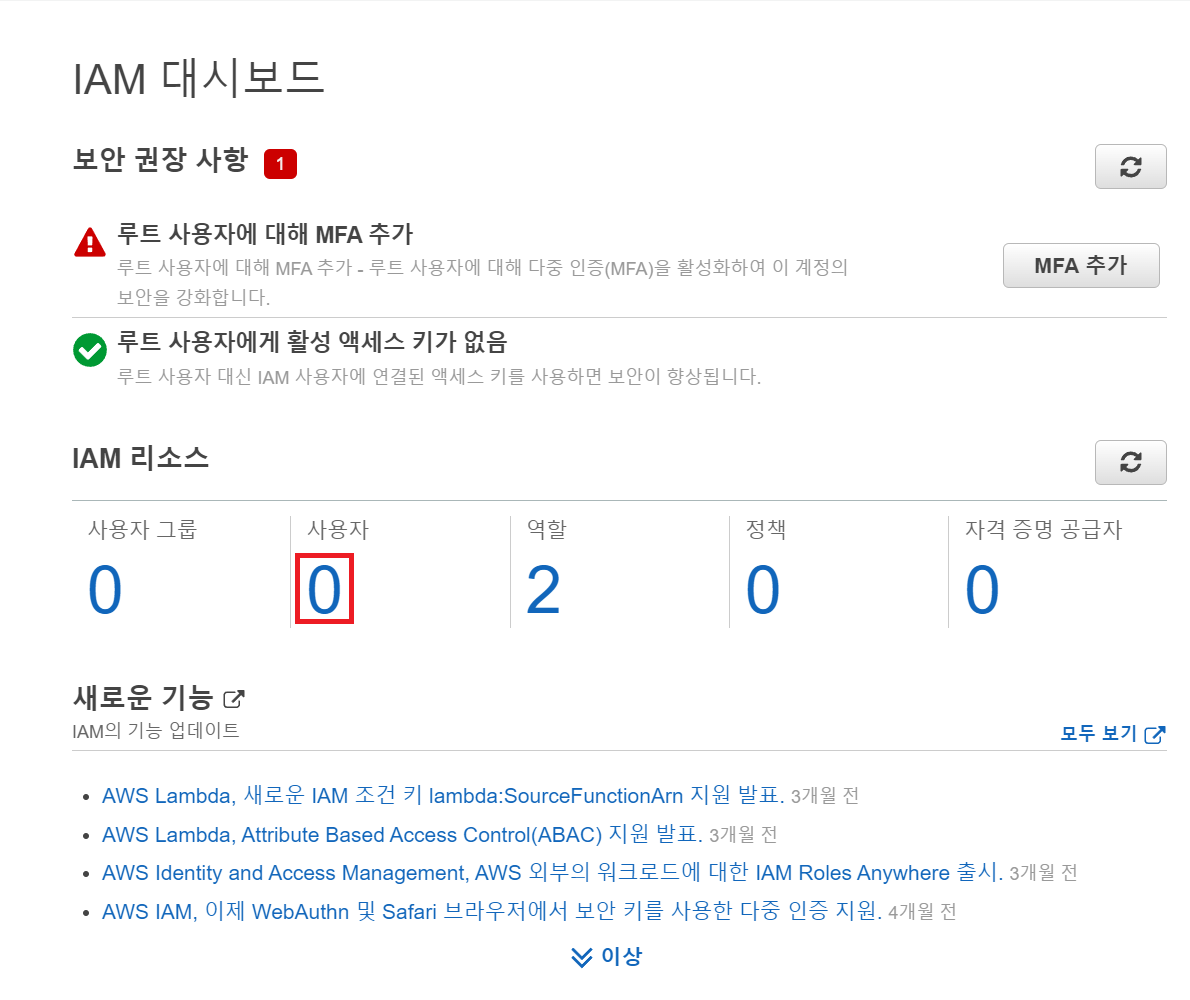 IAM 대시보드
보안 권장 사항 1
루트 사용자에 대해 MFA 추가
루트 사용자에 대해 MFA 추가 - 루트 사용자에 대해 다중 인증(MFA)을 활성화하여 이 계정의
보안을 강화합니다.
MFA 추가
루트 사용자에게 활성 액세스 키가 없음
루트 사용자 대신 IAM 사용자에 연결된 액세스 키를 사용하면 보안이 향상됩니다.
IAM 리소스
사용자 그룹
0
사용자
0
역할
2
정책
0
자격 증명 공급자
0
새로운 기능
IAM의 기능 업데이트
모두 보기
AWS Lambda, 새로운 IAM 조건 키 lambda:SourceFunctionArn 지원 발표. 3개월 전
AWS Lambda, Attribute Based Access Control(ABAC) 지원 발표. 3개월 전
AWS Identity and Access Management, AWS 외부의 워크로드에 대한 IAM Roles Anywhere 출시. 3개월 전
AWS IAM, 이제 WebAuthn 및 Safari 브라우저에서 보안 키를 사용한 다중 인증 지원. 4개월 전
이상